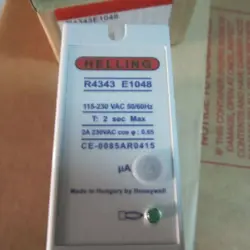 HELLING
R4343 E1048
115-230 VAC 50/60Hz
T: 2 sec Max
2A 230VAC cos φ : 0.65
CE-0085AR0415
µA
Made in Hungary by Honeywell